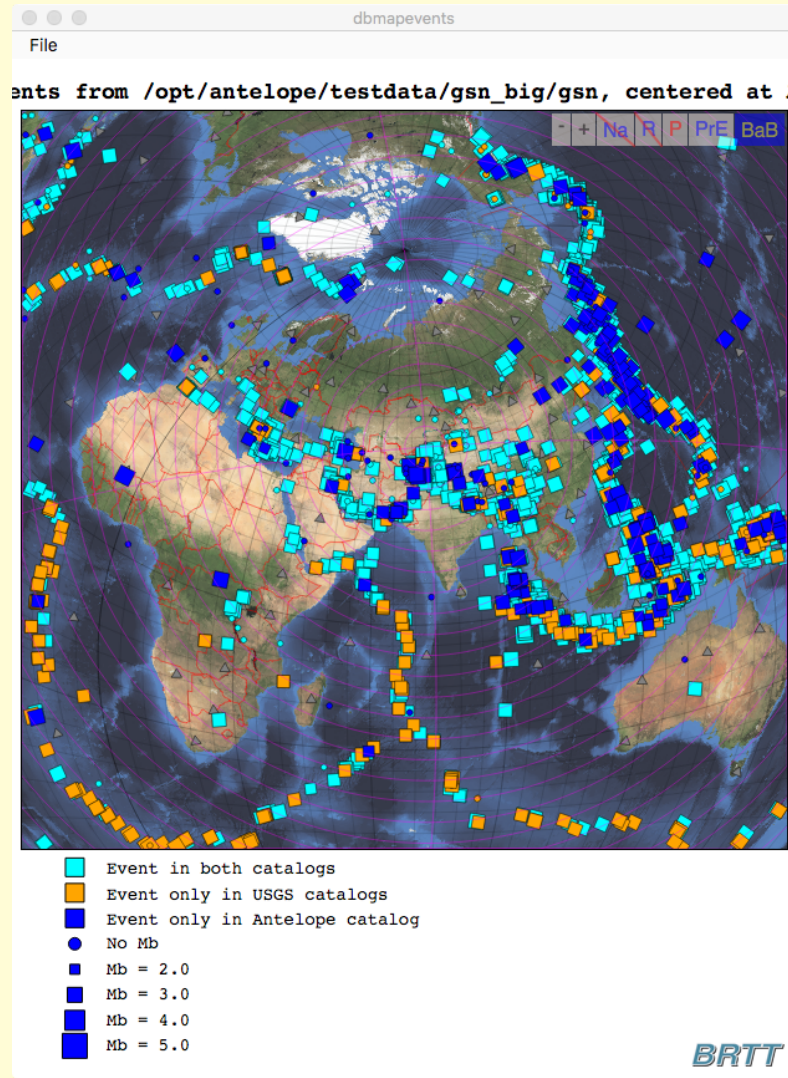 dbmapevents
File
ents from /opt/antelope/testdata/gsn_big/gsn, centered at
- + Na R P PrE BaB
Event in both catalogs
Event only in USGS catalogs
Event only in Antelope catalog
No Mb
Mb = 2.0
Mb = 3.0
Mb = 4.0
Mb = 5.0
BRTT